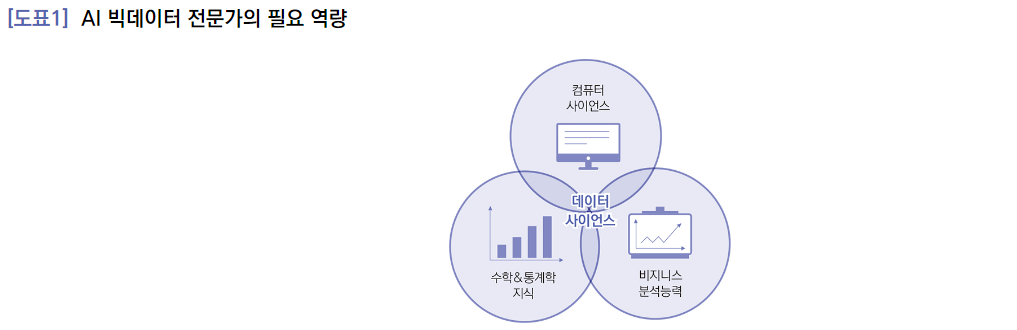 [도표1] AI 빅데이터 전문가의 필요 역량
컴퓨터
사이언스
데이터
사이언스
수학&통계학
지식
비지니스
분석능력